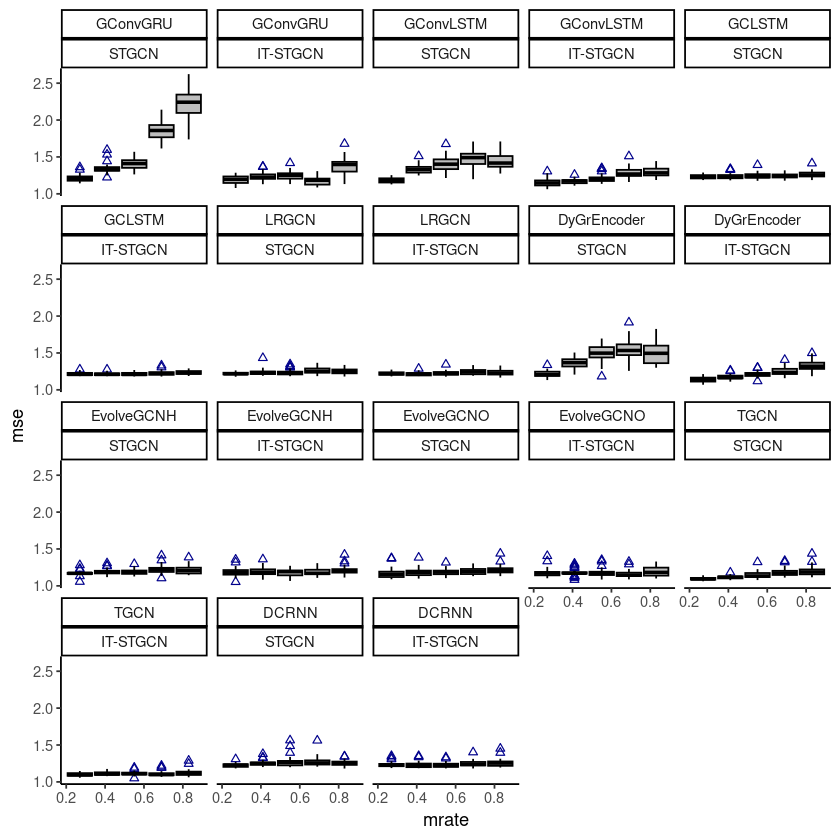 GConvGRU GConvGRU GConvLSTM GConvLSTM GCLSTM
STGCN IT-STGCN STGCN IT-STGCN STGCN
2.5
2.0
1.5
1.0
GCLSTM LRGCN LRGCN DyGrEncoder DyGrEncoder
IT-STGCN STGCN IT-STGCN STGCN IT-STGCN
2.5
2.0
1.5
1.0
mse
EvolveGCNH EvolveGCNH EvolveGCNO EvolveGCNO TGCN
STGCN IT-STGCN STGCN IT-STGCN STGCN
2.5
2.0
1.5
1.0
0.2 0.4 0.6 0.8 0.2 0.4 0.6 0.8
TGCN DCRNN DCRNN
IT-STGCN STGCN IT-STGCN
2.5
2.0
1.5
1.0
0.2 0.4 0.6 0.8 0.2 0.4 0.6 0.8 0.2 0.4 0.6 0.8
mrate